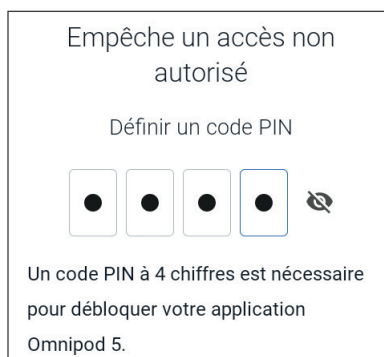 Empêche un accès non
autorisé
Définir un code PIN
Un code PIN à 4 chiffres est nécessaire
pour débloquer votre application
Omnipod 5.